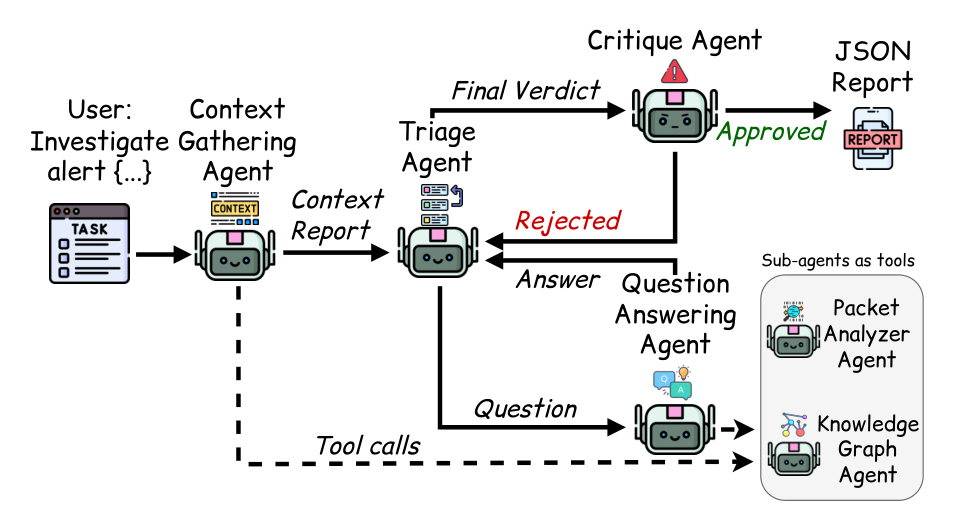 User:
Investigate
alert {...}
TASK
Context
Gathering
Agent
CONTEXT
Context
Report
Triage
Agent
Final Verdict
Critique Agent
Approved
JSON
Report
REPORT
Rejected
Answer
Question
Answering
Agent
Q
A
Question
Tool calls
Sub-agents as tools
Packet
Analyzer
Agent
Knowledge
Graph
Agent